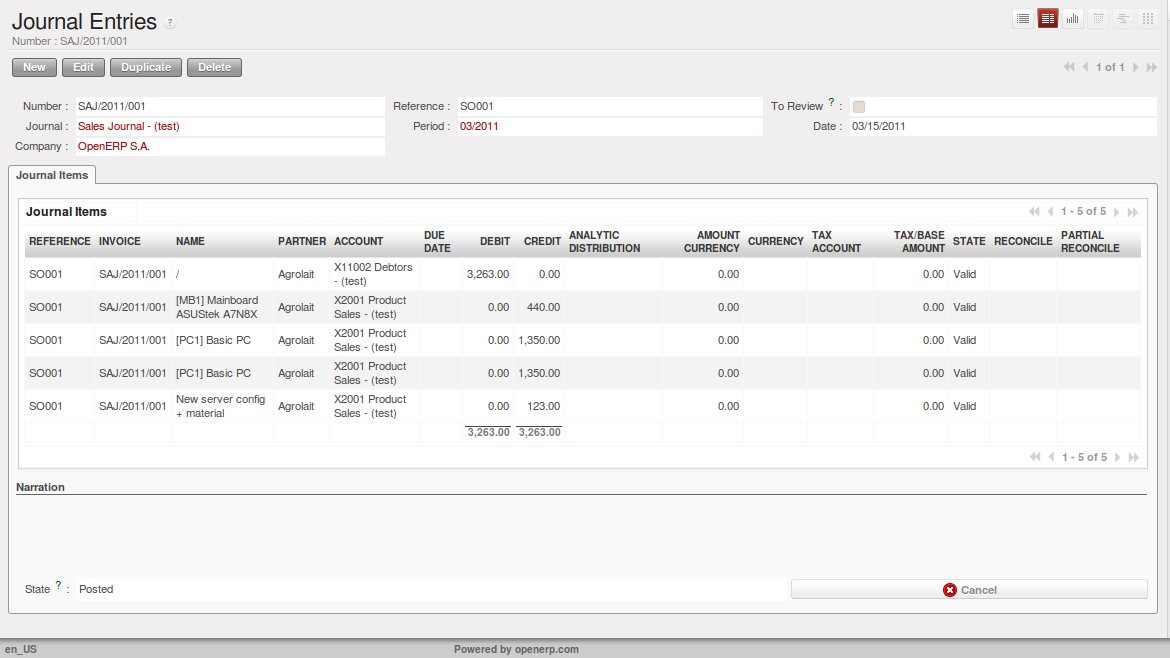 Journal Entries ?
Number : SAJ/2011/001
New Edit Duplicate Delete 1 of 1
Number : SAJ/2011/001 Reference : SO001 To Review ? :
Journal : Sales Journal - (test) Period : 03/2011 Date : 03/15/2011
Company : OpenERP S.A.
Journal Items
Journal Items 1 - 5 of 5
REFERENCE INVOICE NAME PARTNER ACCOUNT DUE DATE DEBIT CREDIT ANALYTIC DISTRIBUTION AMOUNT CURRENCY CURRENCY TAX ACCOUNT TAX/BASE AMOUNT STATE RECONCILE PARTIAL RECONCILE
SO001 SAJ/2011/001 / Agrolait X11002 Debtors - (test) 3,263.00 0.00 0.00 0.00 Valid
SO001 SAJ/2011/001 [MB1] Mainboard ASUStek A7N8X Agrolait X2001 Product Sales - (test) 0.00 440.00 0.00 0.00 Valid
SO001 SAJ/2011/001 [PC1] Basic PC Agrolait X2001 Product Sales - (test) 0.00 1,350.00 0.00 0.00 Valid
SO001 SAJ/2011/001 [PC1] Basic PC Agrolait X2001 Product Sales - (test) 0.00 1,350.00 0.00 0.00 Valid
SO001 SAJ/2011/001 New server config + material Agrolait X2001 Product Sales - (test) 0.00 123.00 0.00 0.00 Valid
3,263.00 3,263.00
1 - 5 of 5
Narration
State ? : Posted Cancel
en_US Powered by openerp.com